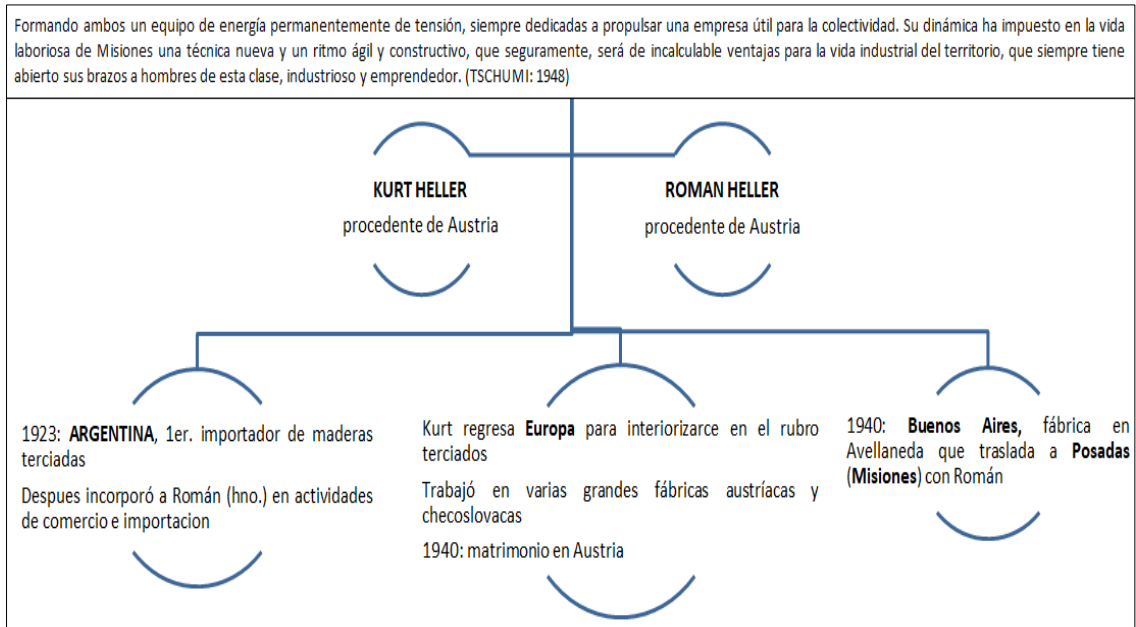 Formando ambos un equipo de energía permanentemente de tensión, siempre dedicadas a propulsar una empresa útil para la colectividad. Su dinámica ha impuesto en la vida
laboriosa de Misiones una técnica nueva y un ritmo ágil y constructivo, que seguramente, será de incalculable ventajas para la vida industrial del territorio, que siempre tiene
abierto sus brazos a hombres de esta clase, industrioso y emprendedor. (TSCHUMI: 1948)
KURT HELLER
procedente de Austria
ROMAN HELLER
procedente de Austria
1923: ARGENTINA, 1er. importador de maderas
terciadas
Despues incorporó a Román (hno.) en actividades
de comercio e importacion
Kurt regresa Europa para interiorizarce en el rubro
terciados
Trabajó en varias grandes fábricas austríacas y
checoslovacas
1940: matrimonio en Austria
1940: Buenos Aires, fábrica en
Avellaneda que traslada a Posadas
(Misiones) con Román